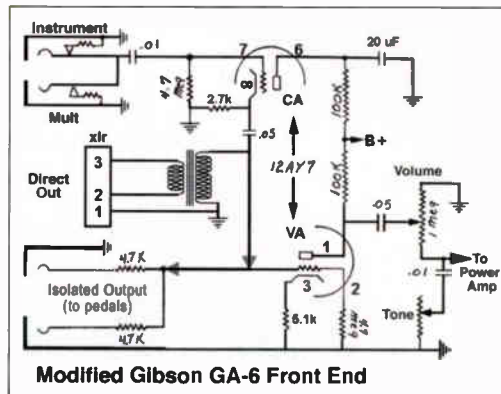 Instrument
.01
7
6
20 uF
4.7 meg
8
2.7k
CA
100K
Mult
.05
B+
xlr
3
12AY7
100K
Volume
Direct Out
2
1
VA
.05
1 meg
1
To Power Amp
4.7K
.01
Isolated Output (to pedals)
3
2
Tone
5.1k
4.7K
Modified Gibson GA-6 Front End